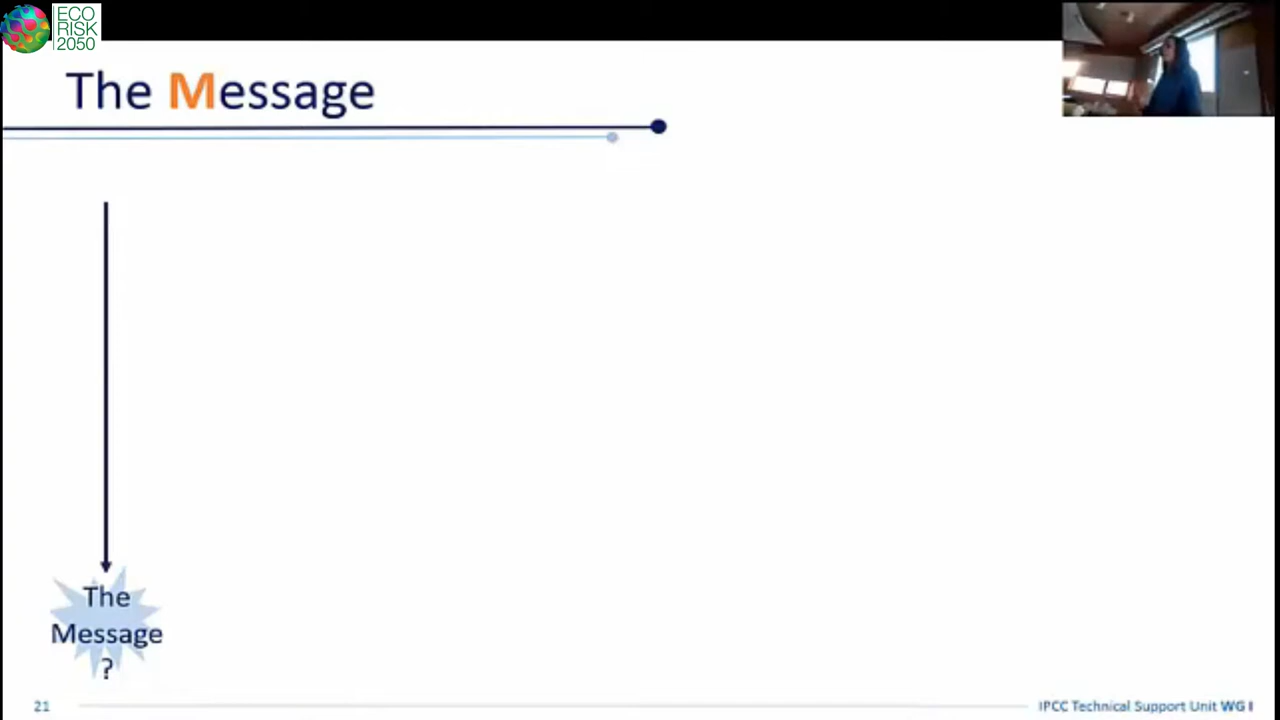 ECO
RISK
2050
The Message
The
Message
?
21
IPCC Technical Support Unit WG I